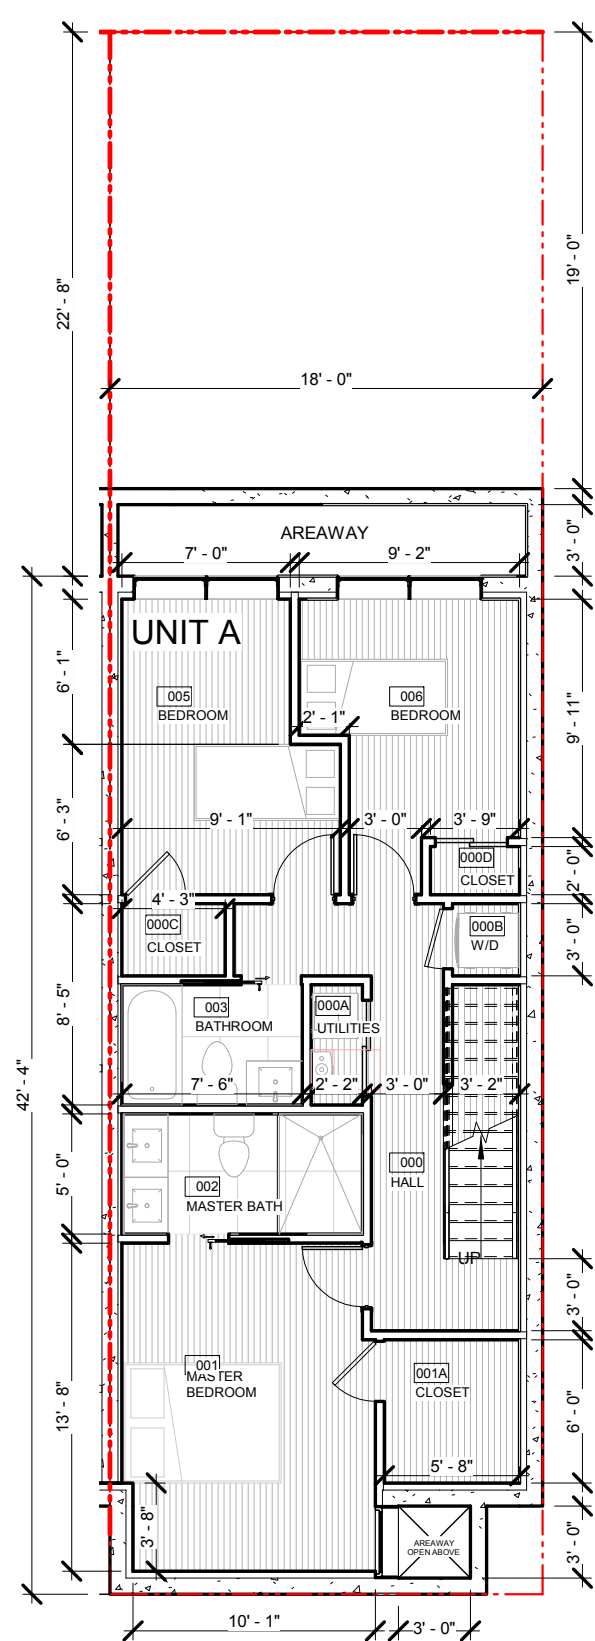 22' - 8"
19' - 0"
18' - 0"
AREAWAY
3' - 0"
7' - 0"
9' - 2"
UNIT A
6' - 1"
005
BEDROOM
006
BEDROOM
2' - 1"
9' - 11"
6' - 3"
9' - 1"
3' - 0"
3' - 9"
000D
CLOSET
2' - 0"
4' - 3"
000C
CLOSET
000B
W/D
3' - 0"
8' - 5"
003
BATHROOM
000A
UTILITIES
42' - 4"
7' - 6"
2' - 2"
3' - 0"
3' - 2"
5' - 0"
002
MASTER BATH
000
HALL
UP
3' - 0"
13' - 8"
001
MASTER
BEDROOM
001A
CLOSET
6' - 0"
5' - 8"
3' - 8"
AREAWAY
OPEN ABOVE
3' - 0"
10' - 1"
3' - 0"